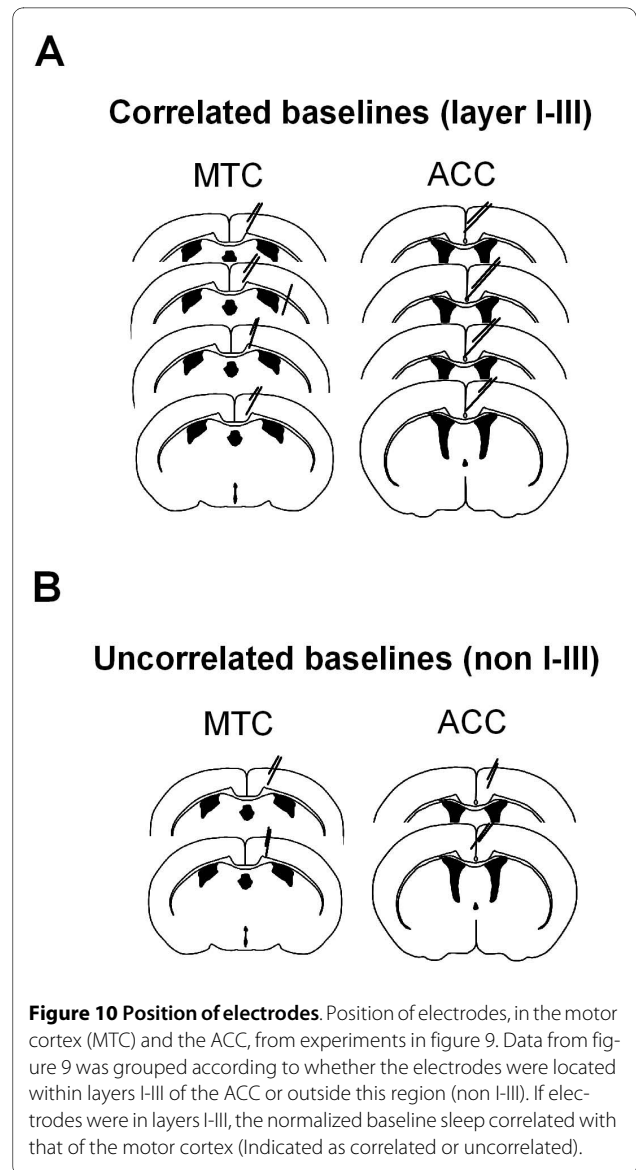 A
Correlated baselines (layer I-III)
MTC
ACC
B
Uncorrelated baselines (non I-III)
MTC
ACC
Figure 10 Position of electrodes. Position of electrodes, in the motor
cortex (MTC) and the ACC, from experiments in figure 9. Data from fig-
ure 9 was grouped according to whether the electrodes were located
within layers I-III of the ACC or outside this region (non I-III). If elec-
trodes were in layers I-III, the normalized baseline sleep correlated with
that of the motor cortex (Indicated as correlated or uncorrelated).